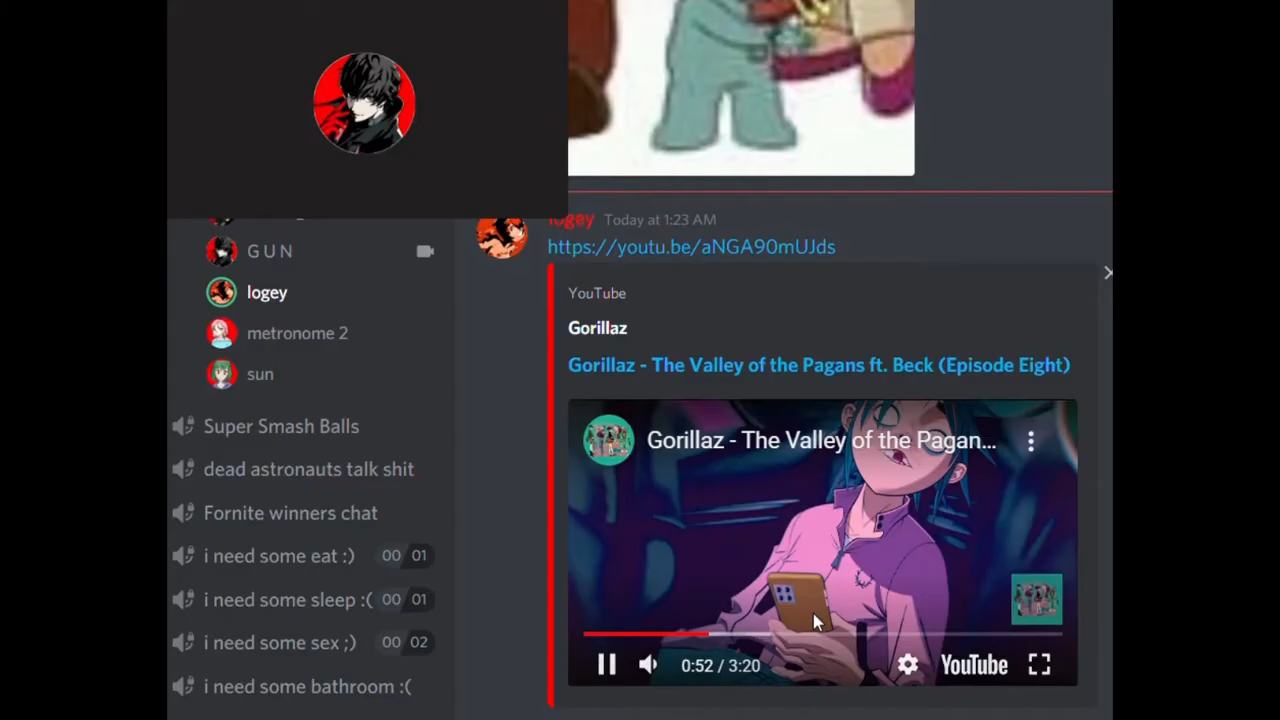 G U N
logey
metronome 2
sun
Super Smash Balls
dead astronauts talk shit
Fornite winners chat
i need some eat :) 00 01
i need some sleep :( 00 01
i need some sex ;) 00 02
i need some bathroom :(
logey Today at 1:23 AM
https://youtu.be/aNGA90mUJds
YouTube
Gorillaz
Gorillaz - The Valley of the Pagans ft. Beck (Episode Eight)
Gorillaz - The Valley of the Pagan...
0:52 / 3:20
YouTube